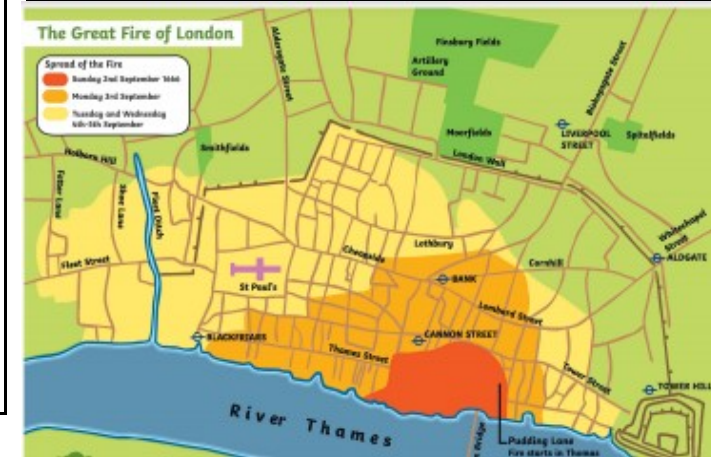 The Great Fire of London
Spread of the Fire
Sunday 2nd September 1666
Monday 3rd September
Tuesday and Wednesday
4th-5th September
Aldersgate Street
Finsbury Fields
Artillery
Ground
Bishopsgate Street
Moorfields
LIVERPOOL
STREET
Spitalfields
Smithfields
London Wall
Holborn Hill
Fetter Lane
Shoe Lane
Fleet Ditch
Whitechapel
Street
ALDGATE
Fleet Street
Cheapside
Lothbury
Cornhill
St Paul's
BANK
Lombard Street
BLACKFRIARS
CANNON STREET
Thames Street
Tower Street
TOWER HILL
River Thames
Bridge
Pudding Lane
Fire starts in Thomas